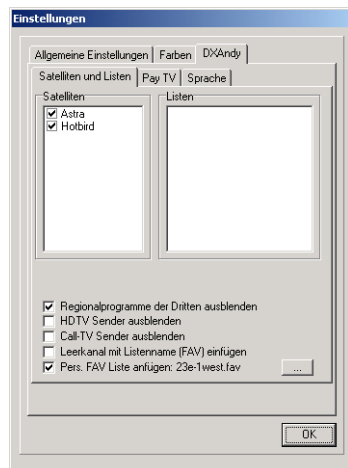 Einstellungen
Allgemeine Einstellungen Farben DXAndy
Satelliten und Listen Pay TV Sprache
Satelliten Listen
Astra
Hotbird
Regionalprogramme der Dritten ausblenden
HDTV Sender ausblenden
Call-TV Sender ausblenden
Leerkanal mit Listenname (FAV) einfügen
Pers. FAV Liste anfügen: 23e-1west.fav ...
OK